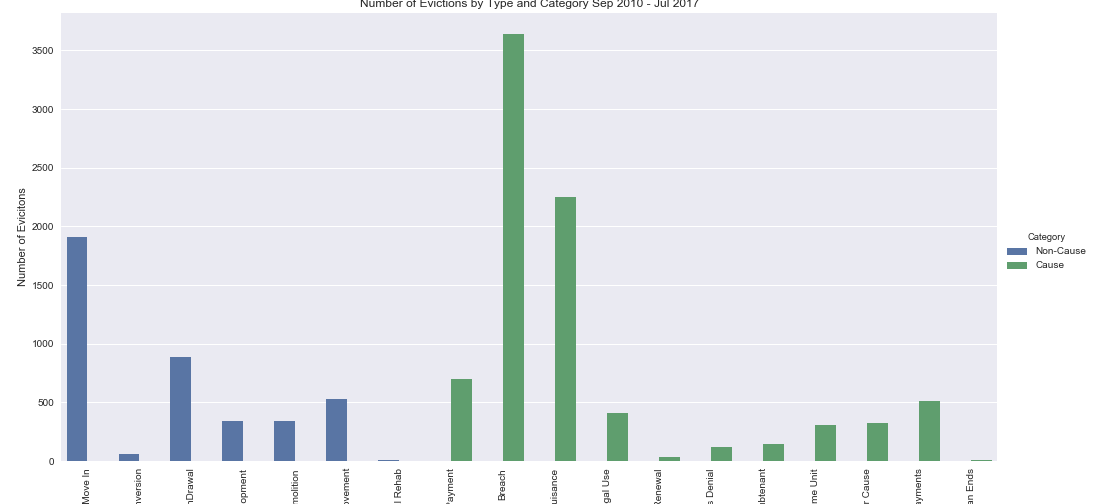 Number of Evictions by Type and Category Sep 2010 - Jul 2017
Number of Evicitons
3500
3000
2500
2000
1500
1000
500
0
Move In
nversion
nDrawal
opment
molition
ovement
l Rehab
Payment
Breach
uisance
gal Use
Renewal
s Denial
ubtenant
me Unit
r Cause
ayments
an Ends
Category
Non-Cause
Cause